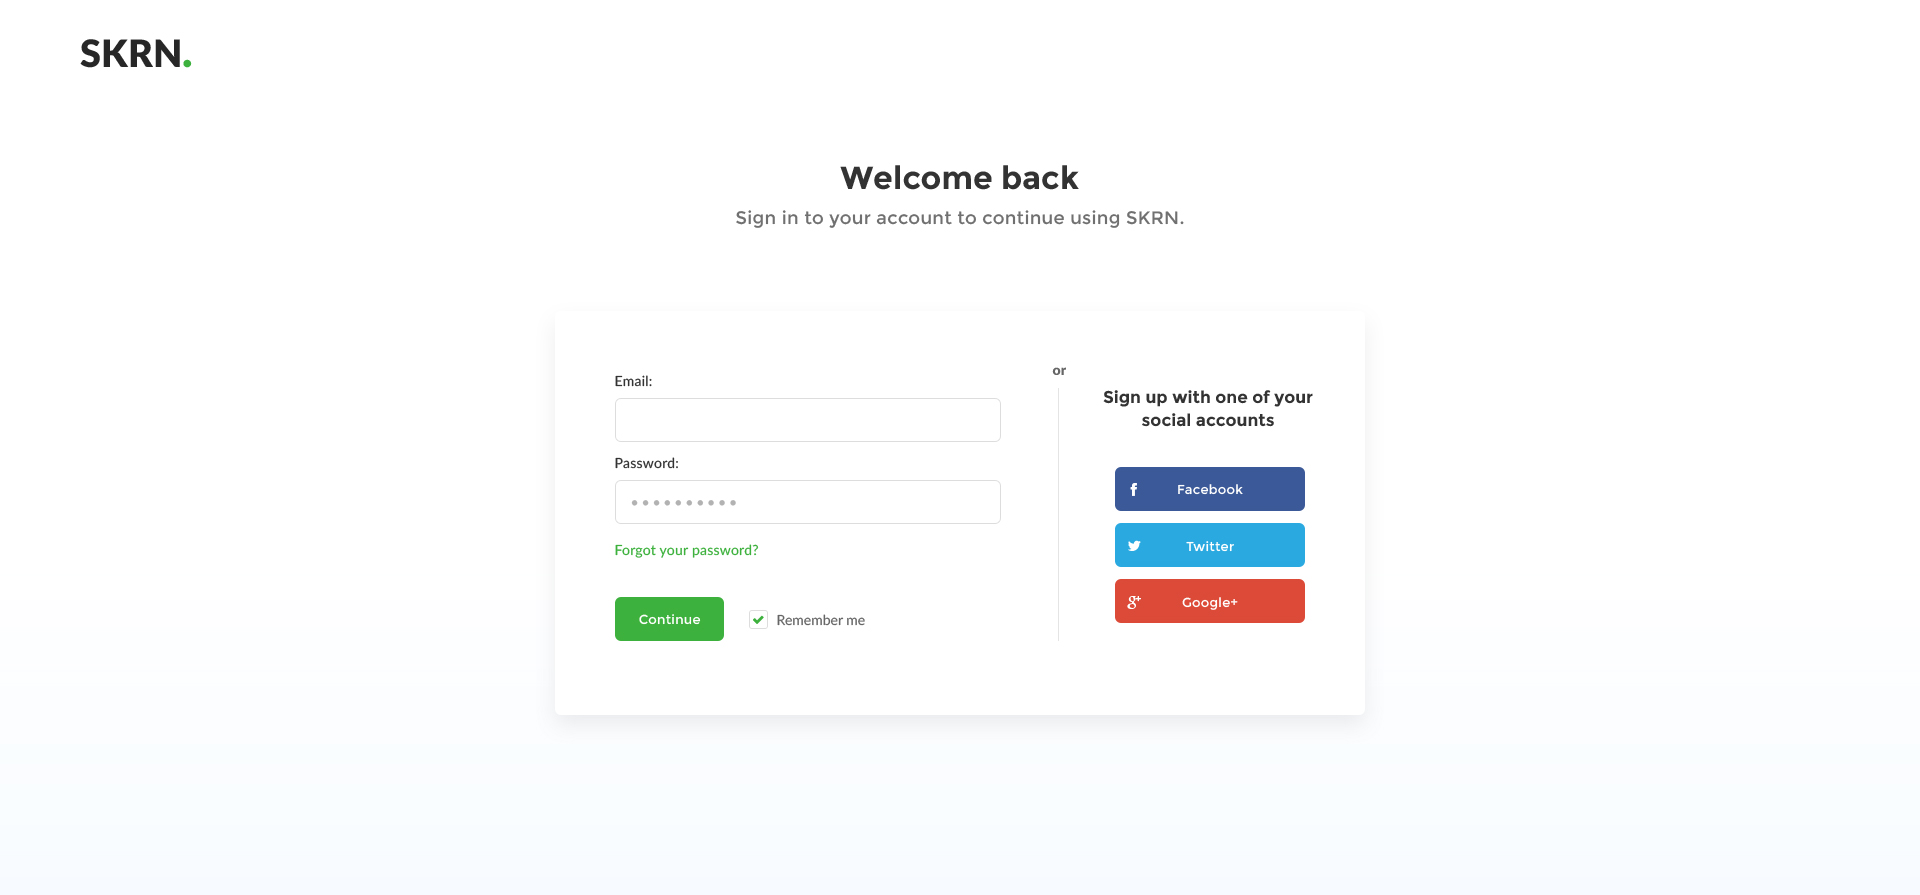 SKRN.
Welcome back
Sign in to your account to continue using SKRN.
Email:
Password:
Forgot your password?
Continue
Remember me
or
Sign up with one of your
social accounts
Facebook
Twitter
Google+